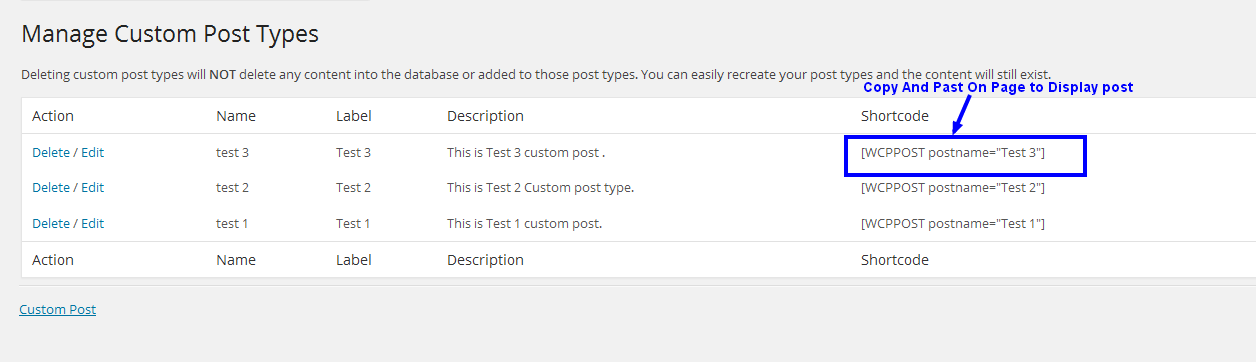 Manage Custom Post Types
Deleting custom post types will NOT delete any content into the database or added to those post types. You can easily recreate your post types and the content will still exist.
Copy And Past On Page to Display post
Action Name Label Description Shortcode
Delete / Edit test 3 Test 3 This is Test 3 custom post . [WCPPOST postname="Test 3"]
Delete / Edit test 2 Test 2 This is Test 2 Custom post type. [WCPPOST postname="Test 2"]
Delete / Edit test 1 Test 1 This is Test 1 custom post. [WCPPOST postname="Test 1"]
Action Name Label Description Shortcode
Custom Post